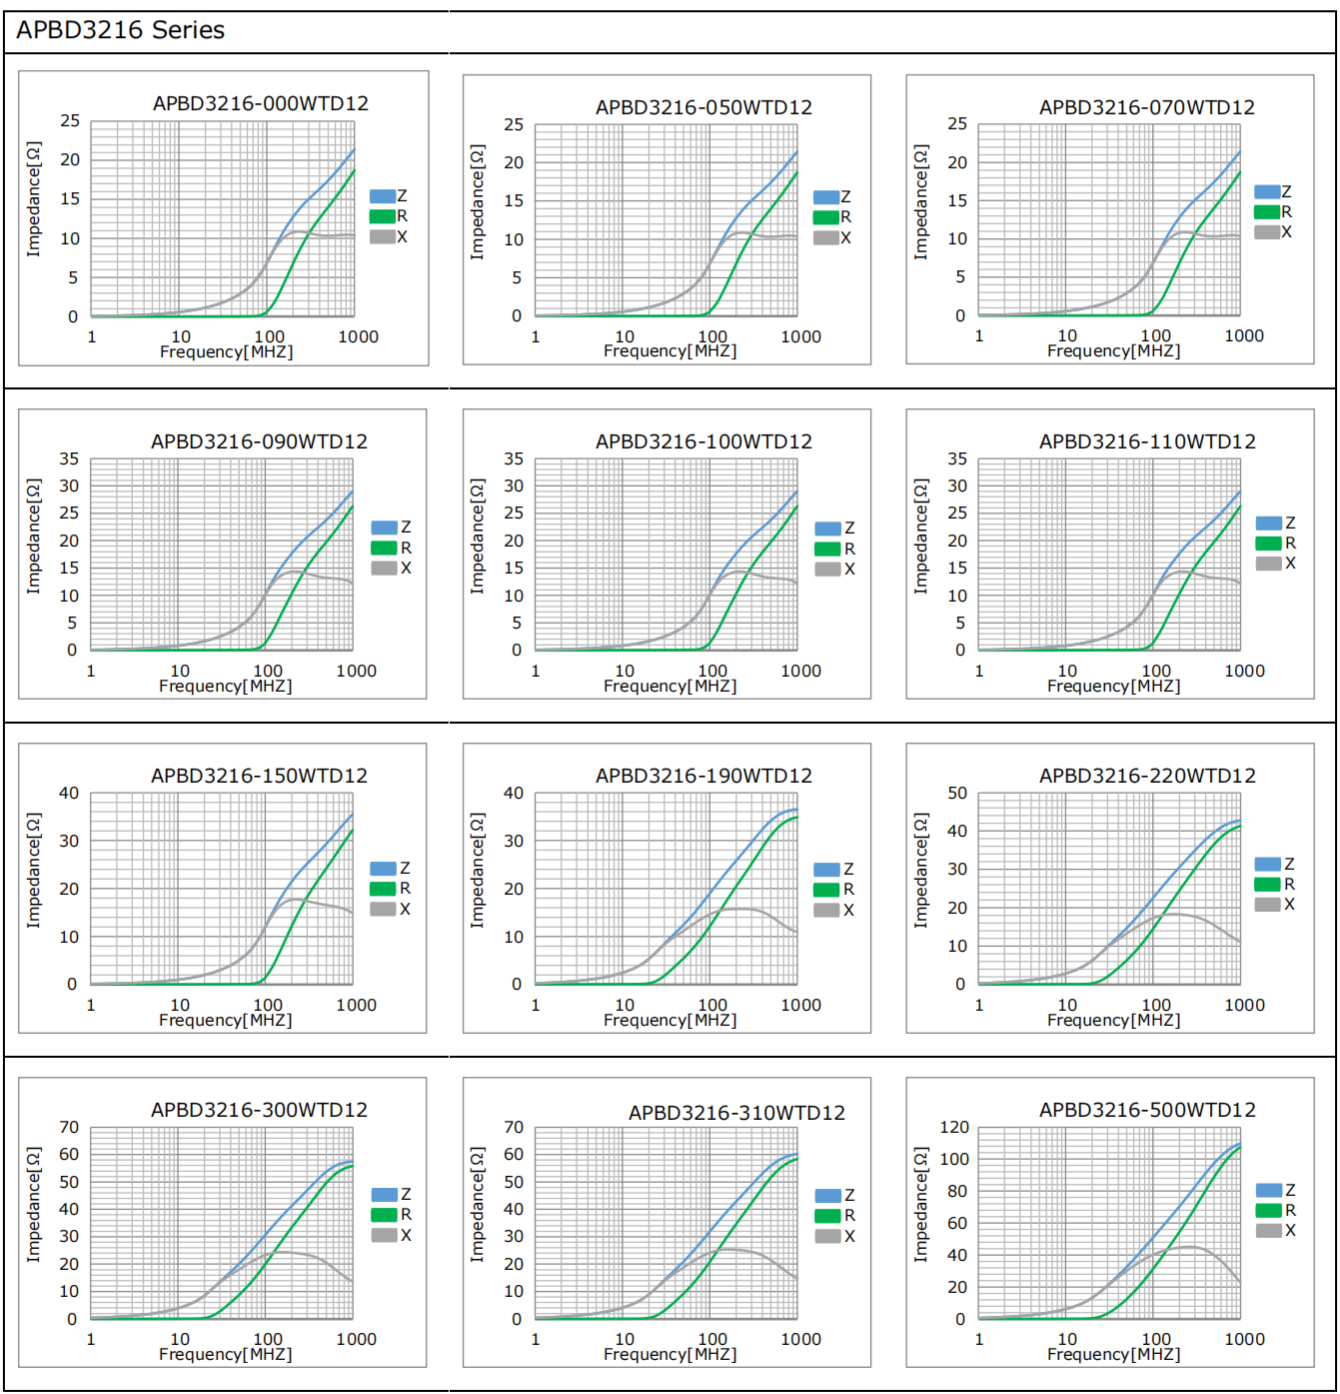 APBD3216 Series
APBD3216-000WTD12
Impedance[Ω]
25
20
15
10
5
0
1 10 100 1000
Frequency[MHZ]
Z
R
X
APBD3216-050WTD12
Impedance[Ω]
25
20
15
10
5
0
1 10 100 1000
Frequency[MHZ]
Z
R
X
APBD3216-070WTD12
Impedance[Ω]
25
20
15
10
5
0
1 10 100 1000
Frequency[MHZ]
Z
R
X
APBD3216-090WTD12
Impedance[Ω]
35
30
25
20
15
10
5
0
1 10 100 1000
Frequency[MHZ]
Z
R
X
APBD3216-100WTD12
Impedance[Ω]
35
30
25
20
15
10
5
0
1 10 100 1000
Frequency[MHZ]
Z
R
X
APBD3216-110WTD12
Impedance[Ω]
35
30
25
20
15
10
5
0
1 10 100 1000
Frequency[MHZ]
Z
R
X
APBD3216-150WTD12
Impedance[Ω]
40
30
20
10
0
1 10 100 1000
Frequency[MHZ]
Z
R
X
APBD3216-190WTD12
Impedance[Ω]
40
30
20
10
0
1 10 100 1000
Frequency[MHZ]
Z
R
X
APBD3216-220WTD12
Impedance[Ω]
50
40
30
20
10
0
1 10 100 1000
Frequency[MHZ]
Z
R
X
APBD3216-300WTD12
Impedance[Ω]
70
60
50
40
30
20
10
0
1 10 100 1000
Frequency[MHZ]
Z
R
X
APBD3216-310WTD12
Impedance[Ω]
70
60
50
40
30
20
10
0
1 10 100 1000
Frequency[MHZ]
Z
R
X
APBD3216-500WTD12
Impedance[Ω]
120
100
80
60
40
20
0
1 10 100 1000
Frequency[MHZ]
Z
R
X